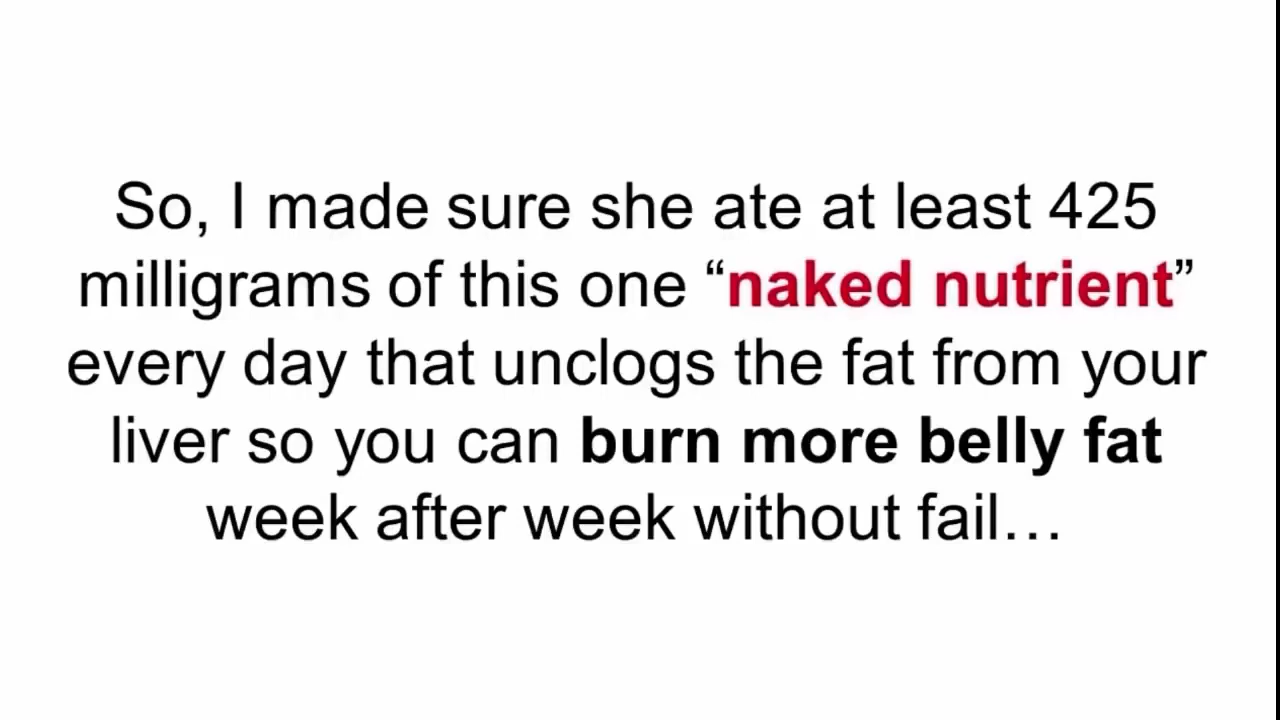 So, I made sure she ate at least 425
milligrams of this one “naked nutrient”
every day that unclogs the fat from your
liver so you can burn more belly fat
week after week without fail…